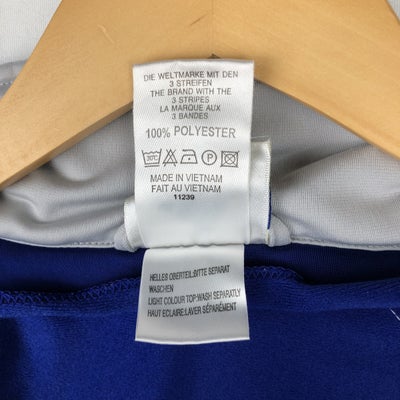 DIE WELTMARKE MIT DEN
3 STREIFEN
THE BRAND WITH THE
3 STRIPES
LA MARQUE AUX
3 BANDES
100% POLYESTER
30°C
P
MADE IN VIETNAM
FAIT AU VIETNAM
11239
HELLES OBERTEIL:BITTE SEPARAT
WASCHEN
LIGHT COLOUR TOP:WASH SEPARATLY
HAUT ECLAIRE:LAVER SÉPARÉMENT